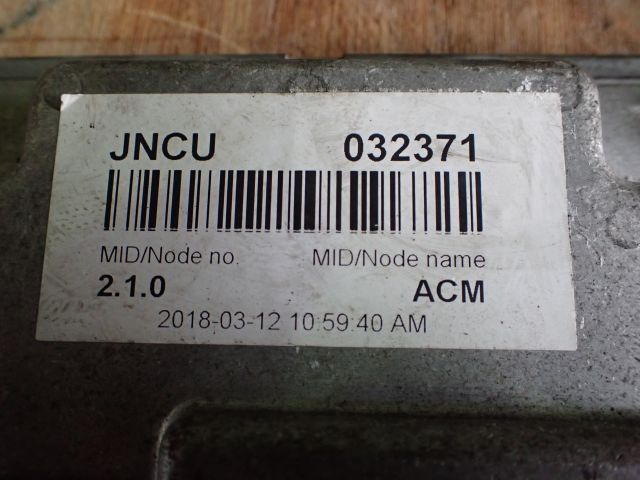 JNCU 032371
MID/Node no. MID/Node name
2.1.0 ACM
2018-03-12 10:59:40 AM